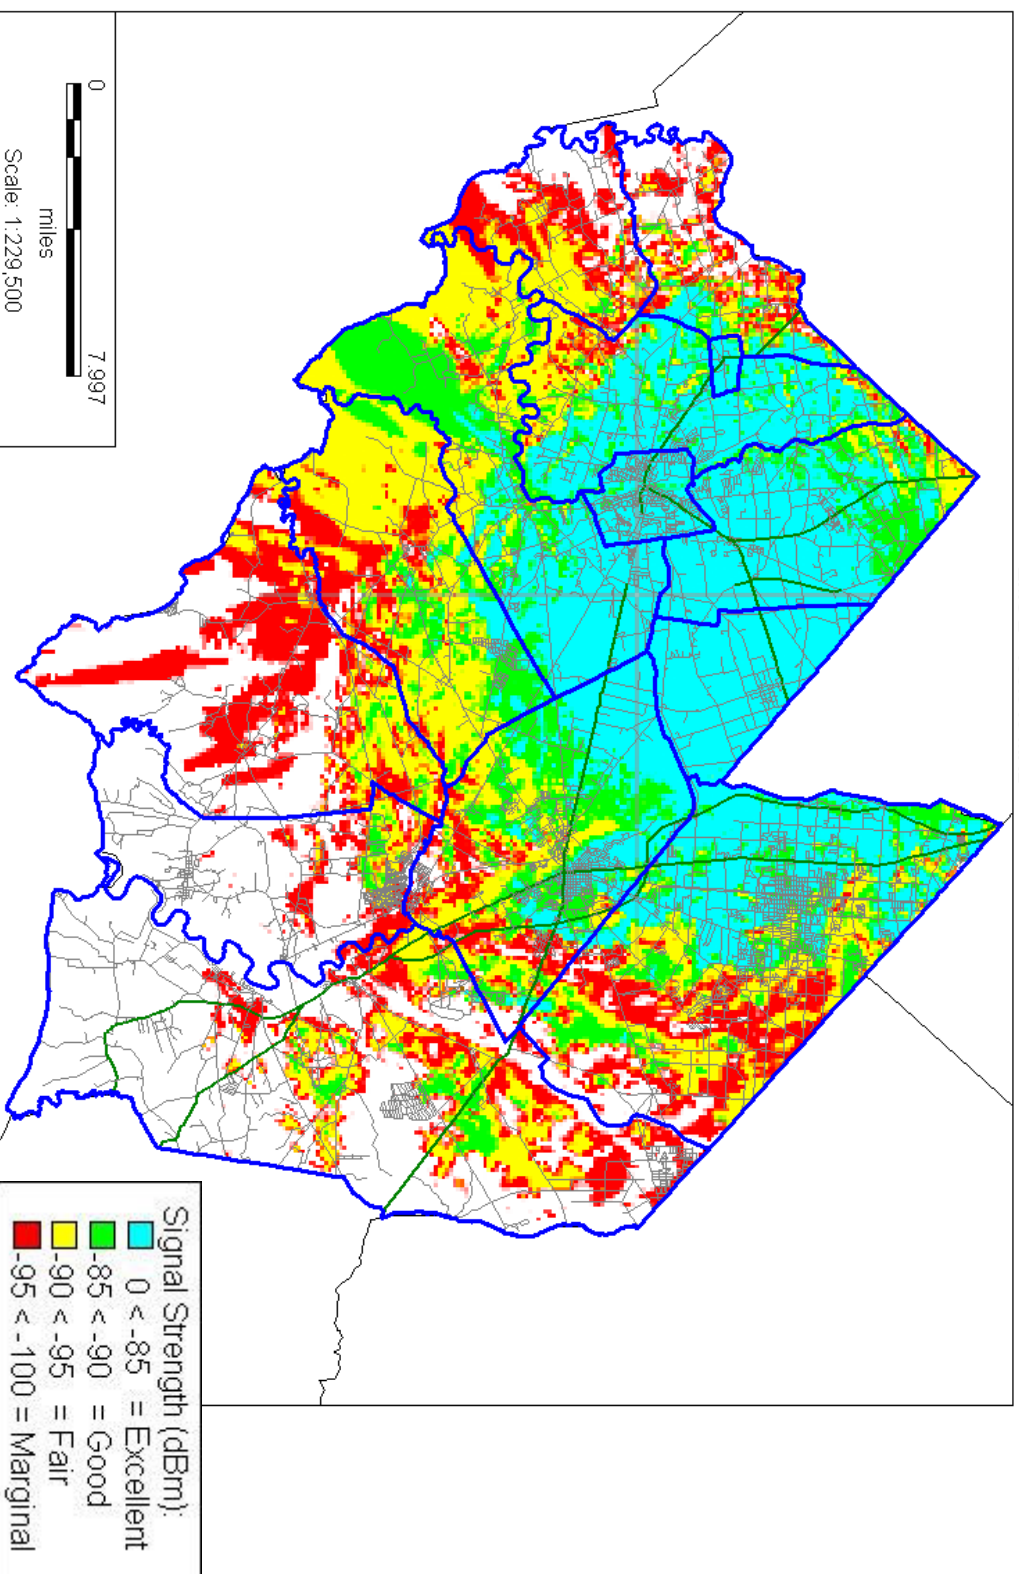 0 7.997
miles
Scale: 1:229,500
Signal Strength (dBm):
0 < -85 = Excellent
-85 < -90 = Good
-90 < -95 = Fair
-95 < -100 = Marginal